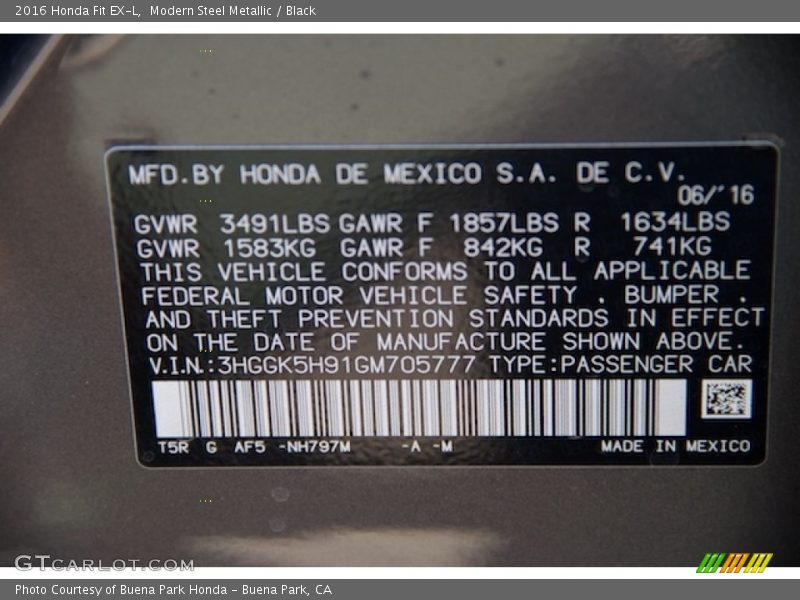 2016 Honda Fit EX-L, Modern Steel Metallic / Black
MFD.BY HONDA DE MEXICO S.A. DE C.V.
06/'16
GVWR 3491LBS GAWR F 1857LBS R 1634LBS
GVWR 1583KG GAWR F 842KG R 741KG
THIS VEHICLE CONFORMS TO ALL APPLICABLE
FEDERAL MOTOR VEHICLE SAFETY . BUMPER .
AND THEFT PREVENTION STANDARDS IN EFFECT
ON THE DATE OF MANUFACTURE SHOWN ABOVE.
V.I.N.:3HGGK5H91GM705777 TYPE:PASSENGER CAR
T5R G AF5 -NH797M -A -M MADE IN MEXICO
GTCARLOT.COM
Photo Courtesy of Buena Park Honda - Buena Park, CA